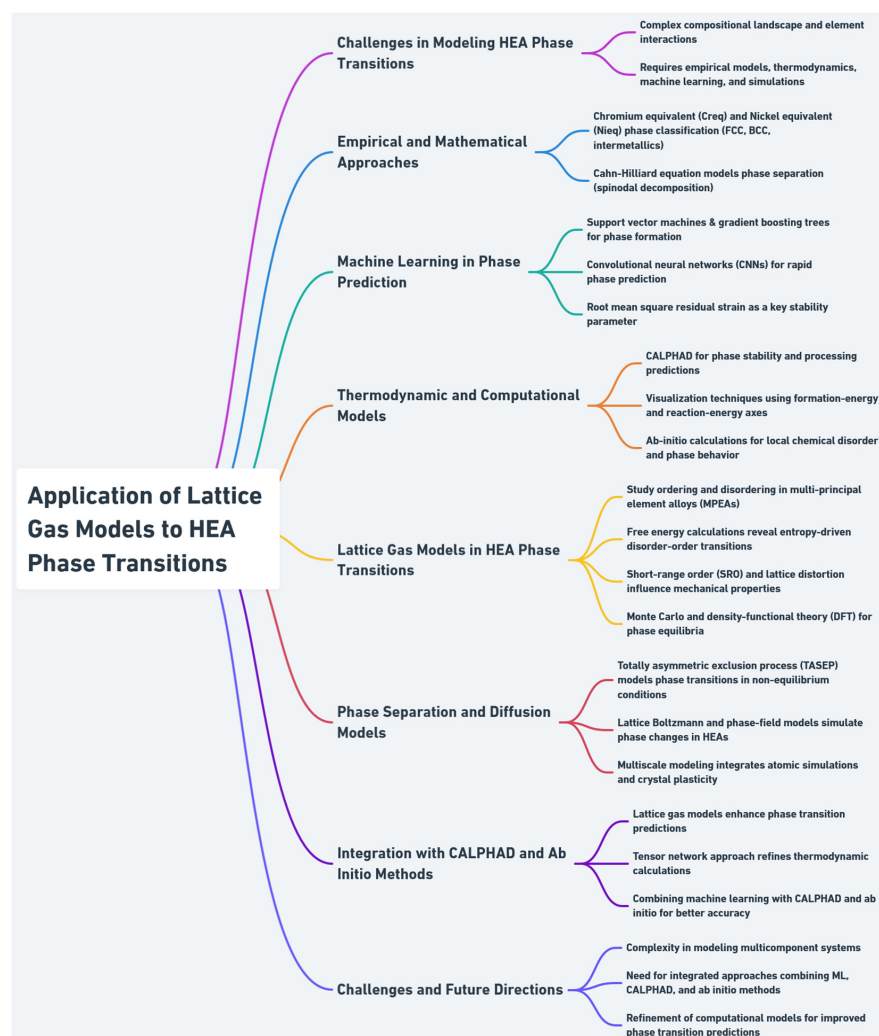 Application of Lattice
Gas Models to HEA
Phase Transitions
Challenges in Modeling HEA Phase
Transitions
Complex compositional landscape and element
interactions
Requires empirical models, thermodynamics,
machine learning, and simulations
Empirical and Mathematical
Approaches
Chromium equivalent (Creq) and Nickel equivalent
(Nieq) phase classification (FCC, BCC,
intermetallics)
Cahn-Hilliard equation models phase separation
(spinodal decomposition)
Machine Learning in Phase
Prediction
Support vector machines & gradient boosting trees
for phase formation
Convolutional neural networks (CNNs) for rapid
phase prediction
Root mean square residual strain as a key stability
parameter
Thermodynamic and Computational
Models
CALPHAD for phase stability and processing
predictions
Visualization techniques using formation-energy
and reaction-energy axes
Ab-initio calculations for local chemical disorder
and phase behavior
Lattice Gas Models in HEA Phase
Transitions
Study ordering and disordering in multi-principal
element alloys (MPEAs)
Free energy calculations reveal entropy-driven
disorder-order transitions
Short-range order (SRO) and lattice distortion
influence mechanical properties
Monte Carlo and density-functional theory (DFT) for
phase equilibria
Phase Separation and Diffusion
Models
Totally asymmetric exclusion process (TASEP)
models phase transitions in non-equilibrium
conditions
Lattice Boltzmann and phase-field models simulate
phase changes in HEAs
Multiscale modeling integrates atomic simulations
and crystal plasticity
Integration with CALPHAD and Ab
Initio Methods
Lattice gas models enhance phase transition
predictions
Tensor network approach refines thermodynamic
calculations
Combining machine learning with CALPHAD and ab
initio for better accuracy
Challenges and Future Directions
Complexity in modeling multicomponent systems
Need for integrated approaches combining ML,
CALPHAD, and ab initio methods
Refinement of computational models for improved
phase transition predictions